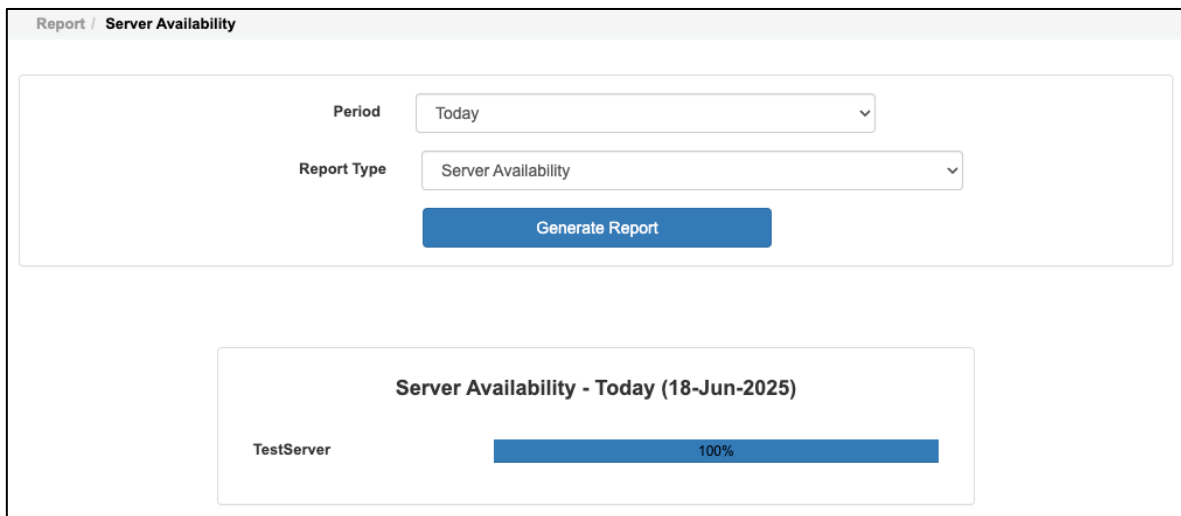 Report / Server Availability
Period Today
Report Type Server Availability
Generate Report
Server Availability - Today (18-Jun-2025)
TestServer 100%